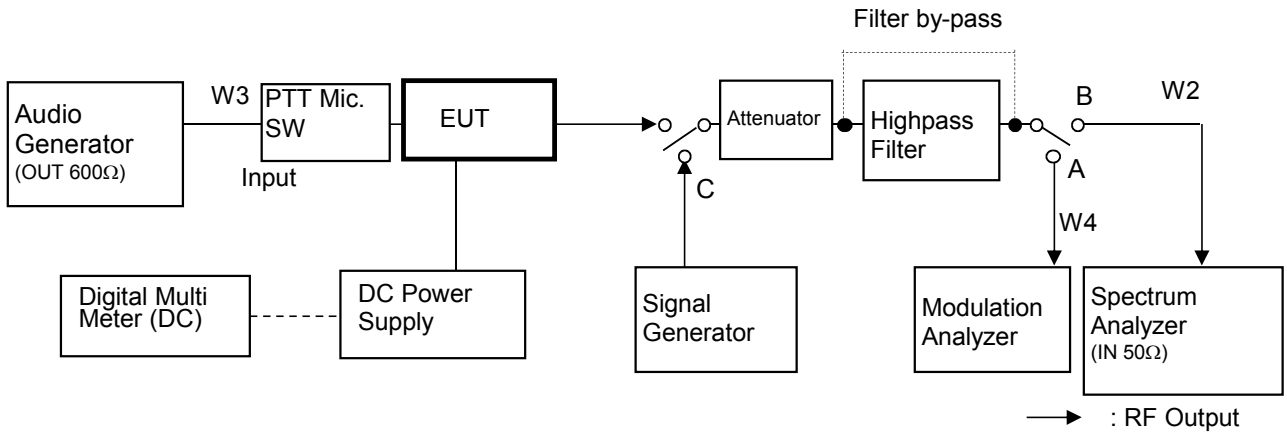 Filter by-pass
Audio
Generator
(OUT 600Ω)
W3
PTT Mic.
SW
Input
EUT
C
Attenuator
Highpass
Filter
B
A
W2
W4
Digital Multi
Meter (DC)
DC Power
Supply
Signal
Generator
Modulation
Analyzer
Spectrum
Analyzer
(IN 50Ω)
: RF Output